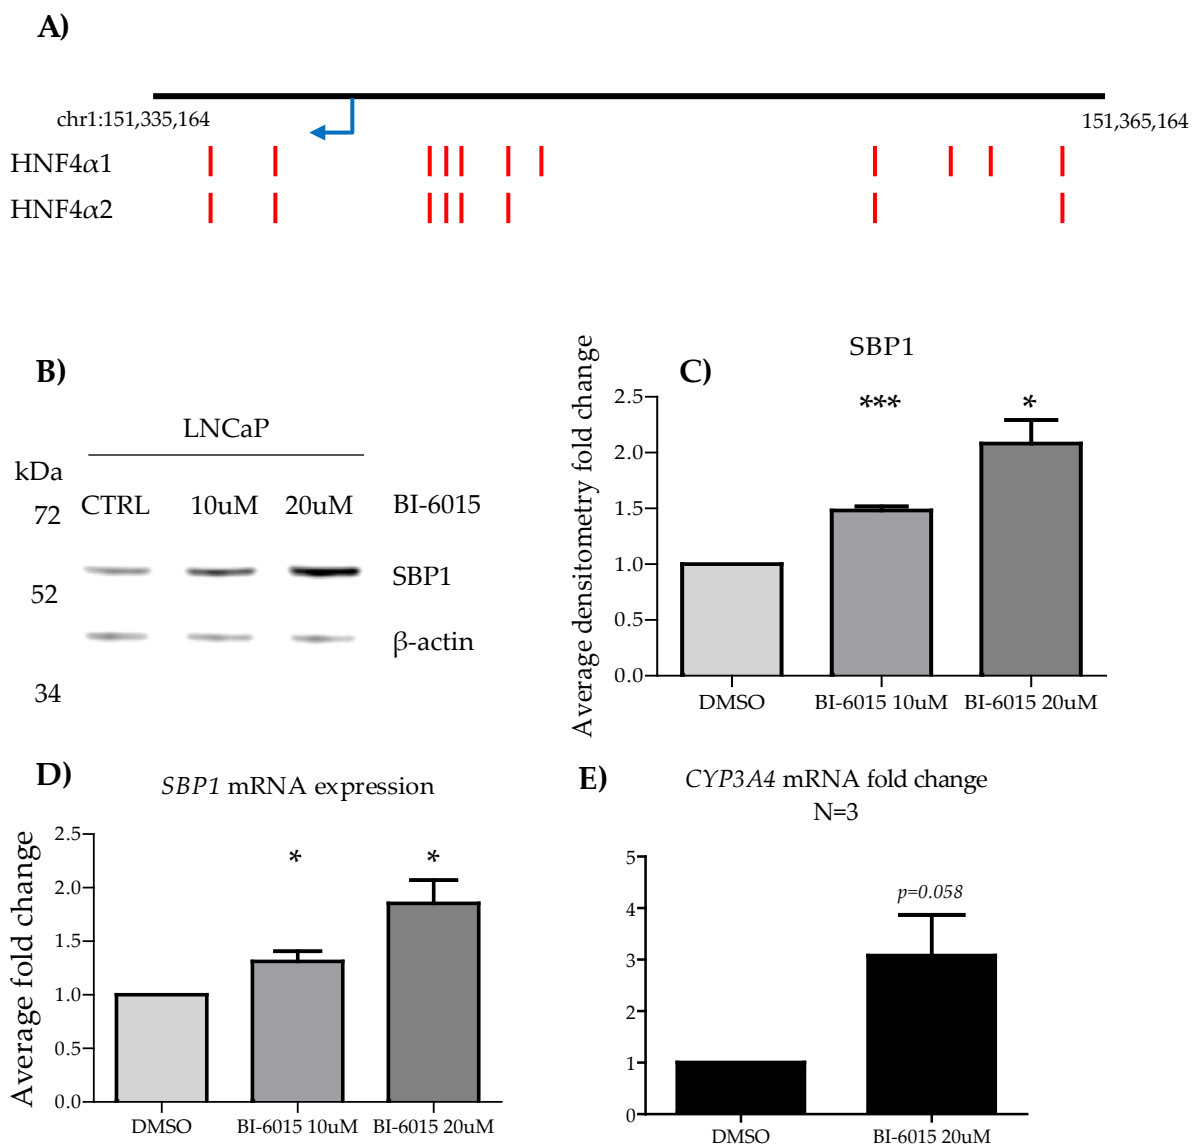 A)
chr1:151,335,164
151,365,164
HNF4α1
HNF4α2
B)
LNCaP
kDa
72
CTRL 10uM 20uM BI-6015
52
SBP1
β-actin
34
C)
SBP1
Average densitometry fold change
2.5
2.0
1.5
1.0
0.5
0.0
*** *
DMSO BI-6015 10uM BI-6015 20uM
D)
SBP1 mRNA expression
Average fold change
2.5
2.0
1.5
1.0
0.5
0.0
* *
DMSO BI-6015 10uM BI-6015 20uM
E)
CYP3A4 mRNA fold change
N=3
5
4
3
2
1
0
p=0.058
DMSO BI-6015 20uM